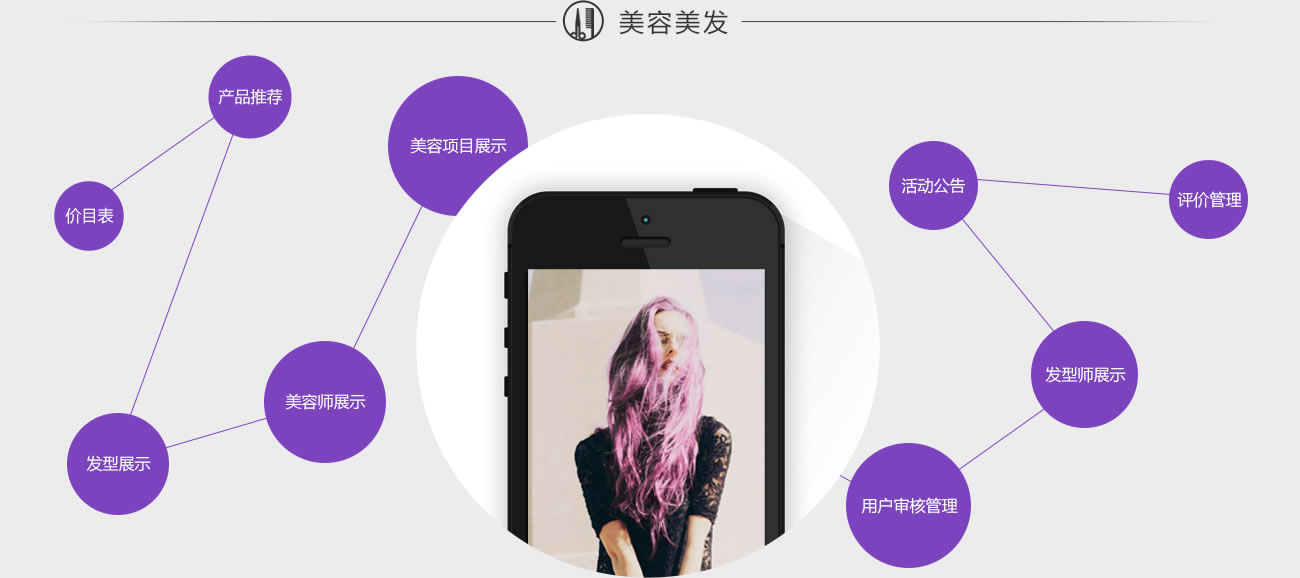 美容美发
产品推荐
美容项目展示
活动公告
评价管理
价目表
发型师展示
美容师展示
发型展示
用户审核管理